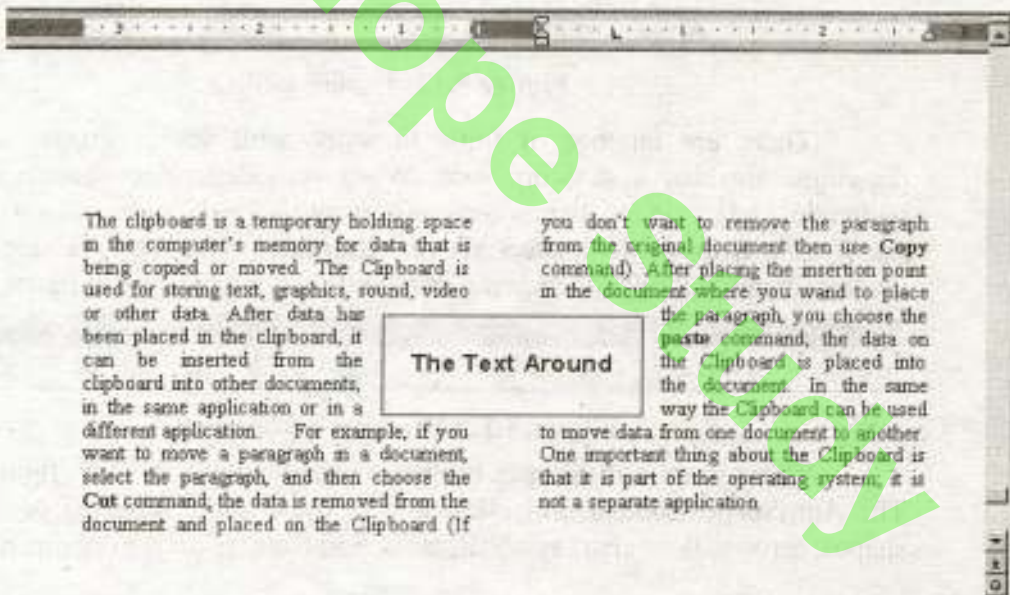 The clipboard is a temporary holding space
in the computer's memory for data that is
being copied or moved. The Clipboard is
used for storing text, graphics, sound, video
or other data. After data has
been placed in the clipboard, it
can be inserted from the
clipboard into other documents,
in the same application or in a
different application. For example, if you
want to move a paragraph in a document,
select the paragraph, and then choose the
Cut command, the data is removed from the
document and placed on the Clipboard (If
The Text Around
you don't want to remove the paragraph
from the original document then use Copy
command). After placing the insertion point
in the document where you wand to place
the paragraph, you choose the
paste command, the data on
the Clipboard is placed into
the document. In the same
way the Clipboard can be used
to move data from one document to another.
One important thing about the Clipboard is
that it is part of the operating system; it is
not a separate application.
ope Study